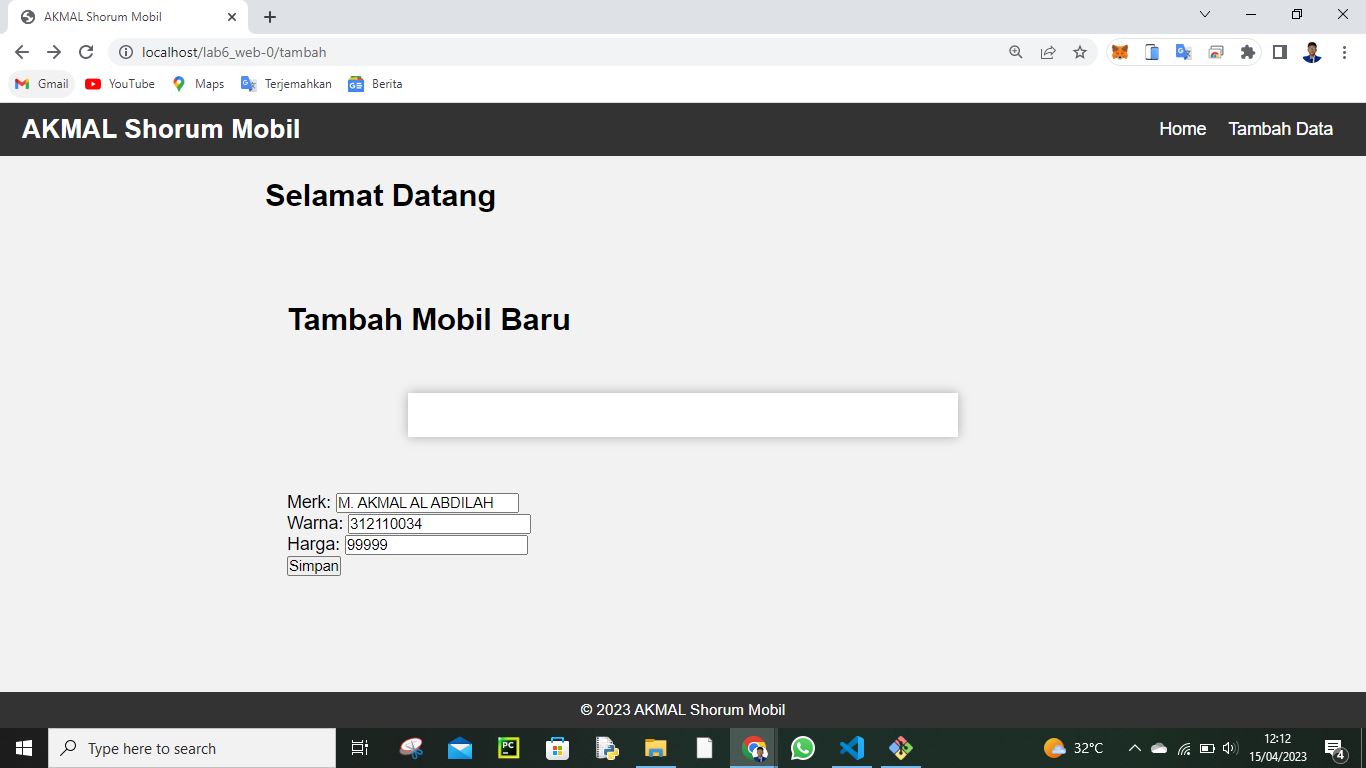 AKMAL Shorum Mobil
localhost/lab6_web-0/tambah
Gmail YouTube Maps Terjemahkan Berita
AKMAL Shorum Mobil Home Tambah Data
Selamat Datang
Tambah Mobil Baru
Merk: M. AKMAL AL ABDILAH
Warna: 312110034
Harga: 99999
Simpan
© 2023 AKMAL Shorum Mobil
Type here to search
PC
32°C
12:12
15/04/2023
4